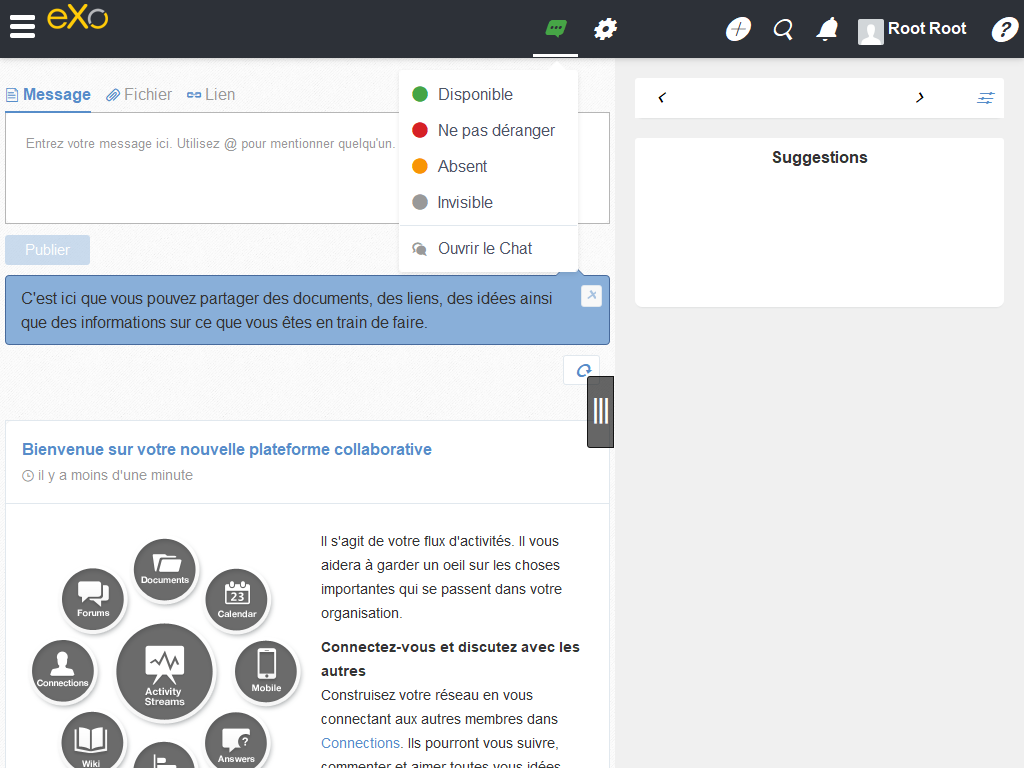 eXo
Root Root
?
Message
Fichier
Lien
Entrez votre message ici. Utilisez @ pour mentionner quelqu'un.
Publier
Disponible
Ne pas déranger
Absent
Invisible
Ouvrir le Chat
C'est ici que vous pouvez partager des documents, des liens, des idées ainsi
que des informations sur ce que vous êtes en train de faire.
Suggestions
Bienvenue sur votre nouvelle plateforme collaborative
il y a moins d'une minute
Documents
Forums
23
Calendar
Connections
Activity
Streams
Mobile
Wiki
?
Answers
Il s'agit de votre flux d'activités. Il vous
aidera à garder un oeil sur les choses
importantes qui se passent dans votre
organisation.
Connectez-vous et discutez avec les
autres
Construisez votre réseau en vous
connectant aux autres membres dans
Connections. Ils pourront vous suivre,
commenter et aimer toutes vous idées